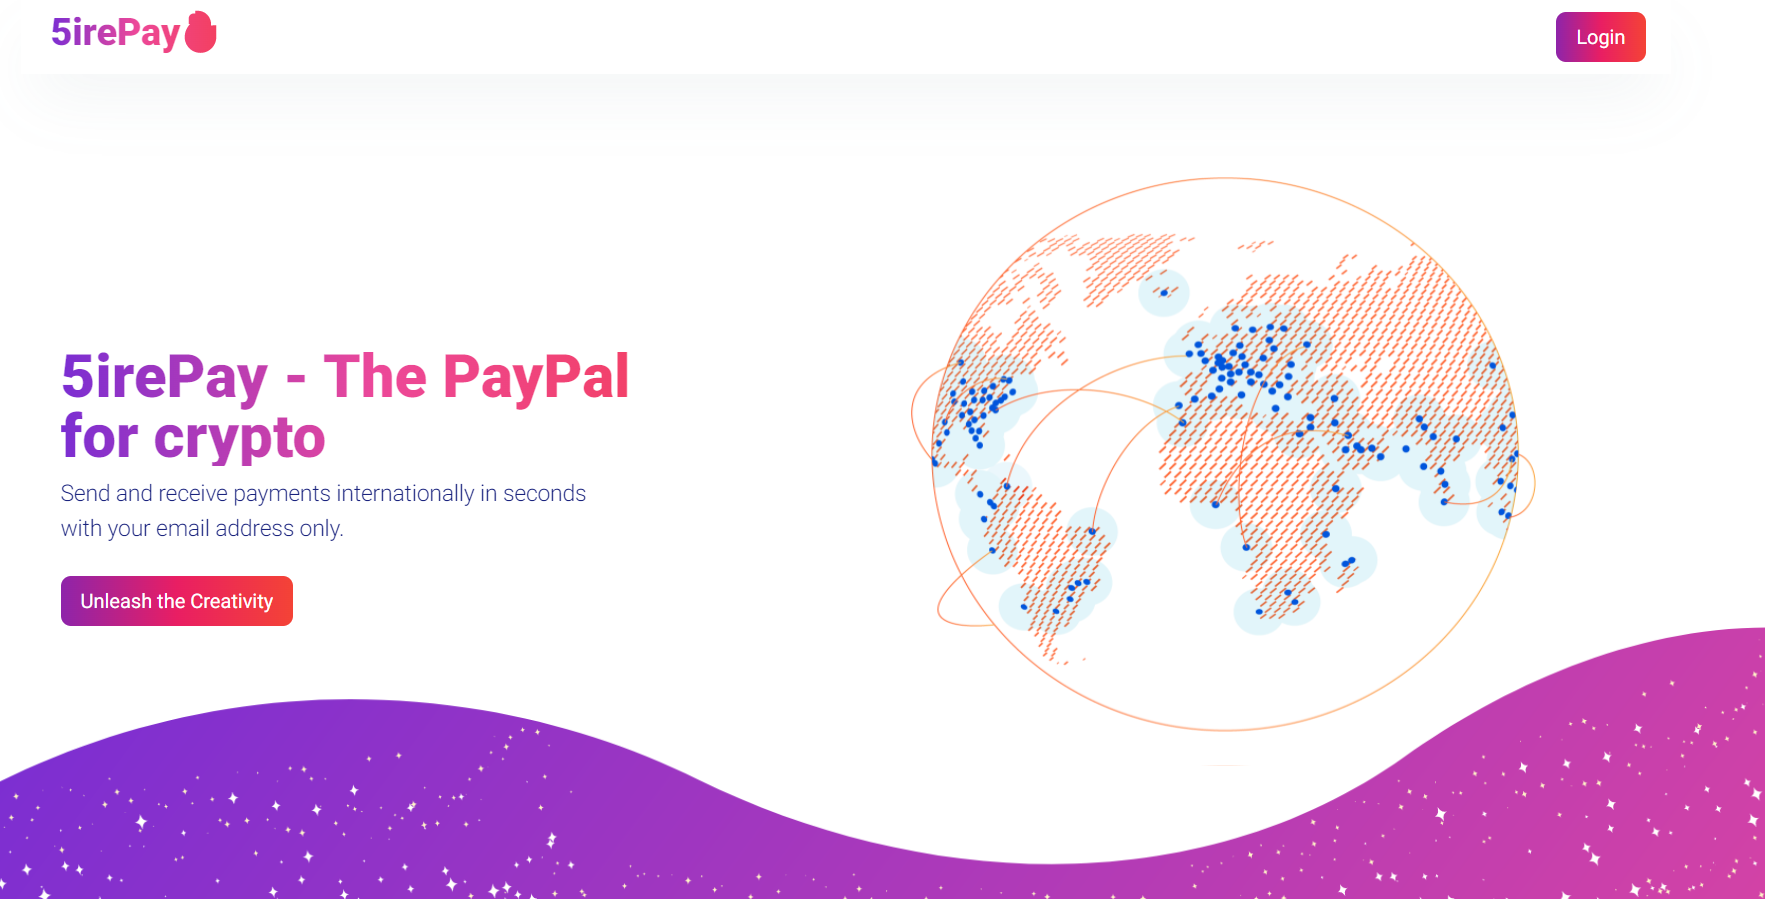 5irePay
Login
5irePay - The PayPal
for crypto
Send and receive payments internationally in seconds
with your email address only.
Unleash the Creativity